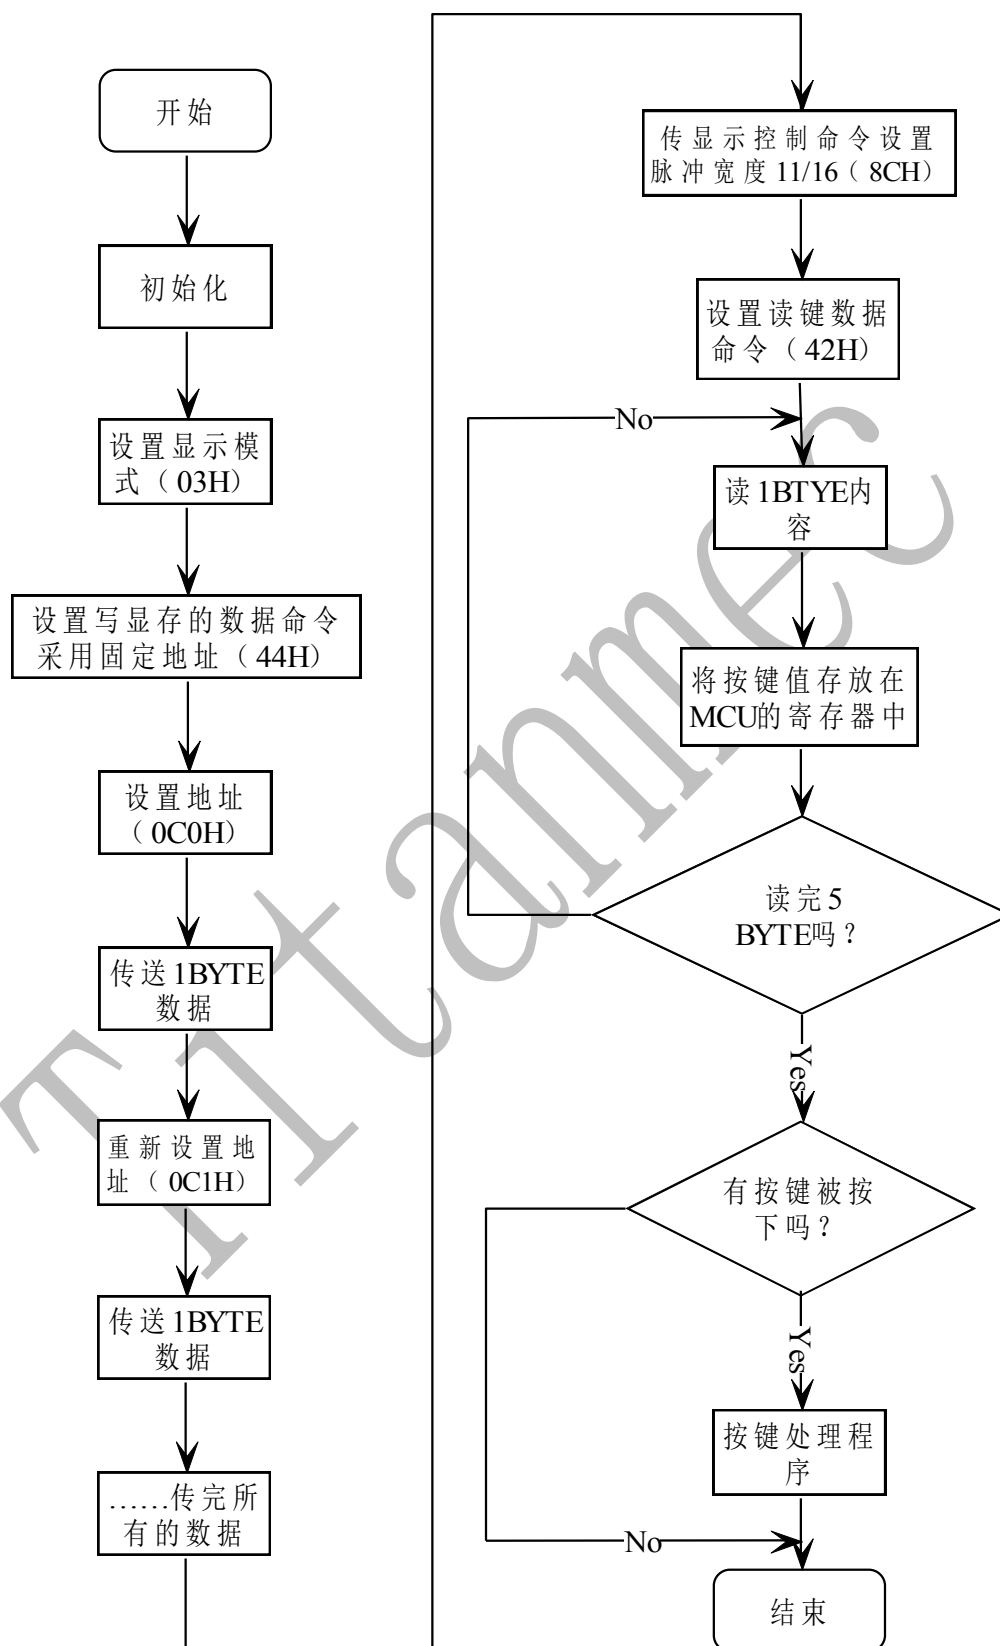 开始
初始化
设置显示模
式（03H）
设置写显存的数据命令
采用固定地址（44H）
设置地址
（0C0H）
传送1BYTE
数据
重新设置地
址（0C1H）
传送1BYTE
数据
……传完所
有的数据
传显示控制命令设置
脉冲宽度11/16（8CH）
设置读键数据
命令（42H）
No
读1BTYE内
容
将按键值存放在
MCU的寄存器中
读完5
BYTE吗？
Yes
有按键被按
下吗？
Yes
按键处理程
序
No
结束
Titanmec